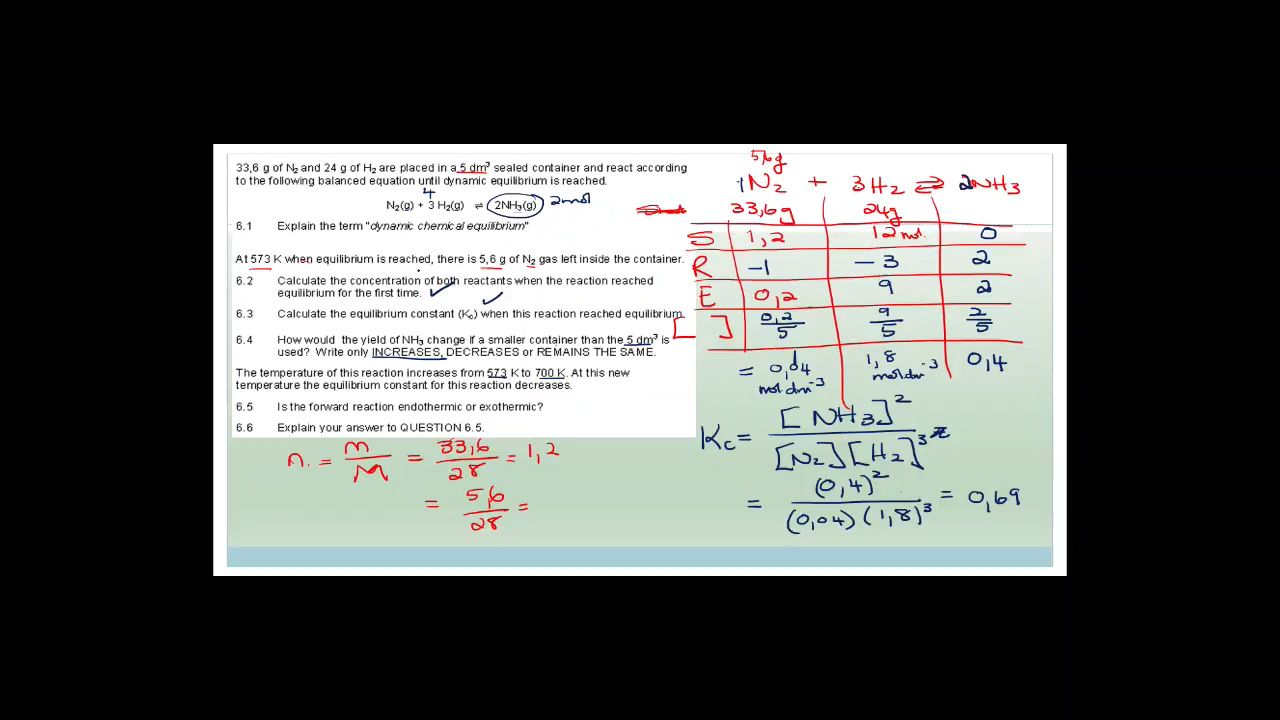 33,6 g of N₂ and 24 g of H₂ are placed in a 5 dm³ sealed container and react according
to the following balanced equation until dynamic equilibrium is reached.
4
N₂(g) + 3 H₂(g) ⇌ 2NH₃(g) 2mol
6.1 Explain the term "dynamic chemical equilibrium"
At 573 K when equilibrium is reached, there is 5,6 g of N₂ gas left inside the container.
6.2 Calculate the concentration of both reactants when the reaction reached
equilibrium for the first time.
6.3 Calculate the equilibrium constant (Kc) when this reaction reached equilibrium.
6.4 How would the yield of NH₃ change if a smaller container than the 5 dm³ is
used? Write only INCREASES, DECREASES or REMAINS THE SAME.
The temperature of this reaction increases from 573 K to 700 K. At this new
temperature the equilibrium constant for this reaction decreases.
6.5 Is the forward reaction endothermic or exothermic?
6.6 Explain your answer to QUESTION 6.5.
n = m/M = 33,6/28 = 1,2
= 5,6/28 =
5,6g
1N₂ + 3H₂ ⇌ 2NH₃
33,6g 24g
S 1,2 12 mol. 0
R -1 -3 2
E 0,2 9 2
[ ] 0,2/5 9/5 2/5
= 0,04 1,8 0,4
moldm⁻³ moldm⁻³
Kc = [NH₃]² / [N₂][H₂]³
= (0,4)² / (0,04)(1,8)³ = 0,69